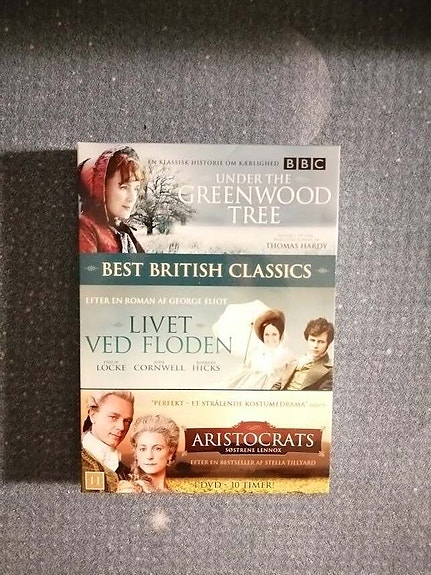 EN KLASSISK HISTORIE OM KÆRLIGHED BBC
UNDER THE
GREENWOOD
TREE
THOMAS HARDY
BEST BRITISH CLASSICS
EFTER EN ROMAN AF GEORGE ELIOT
LIVET
VED FLODEN
LOCKE CORNWELL HICKS
"PERFEKT - ET STRÅLENDE KOSTUMEDRAMA"
ARISTOCRATS
SØSTRENE LENNOX
EFTER EN BESTSELLER AF STELLA TILLYARD
4 DVD - 10 TIMER!
11